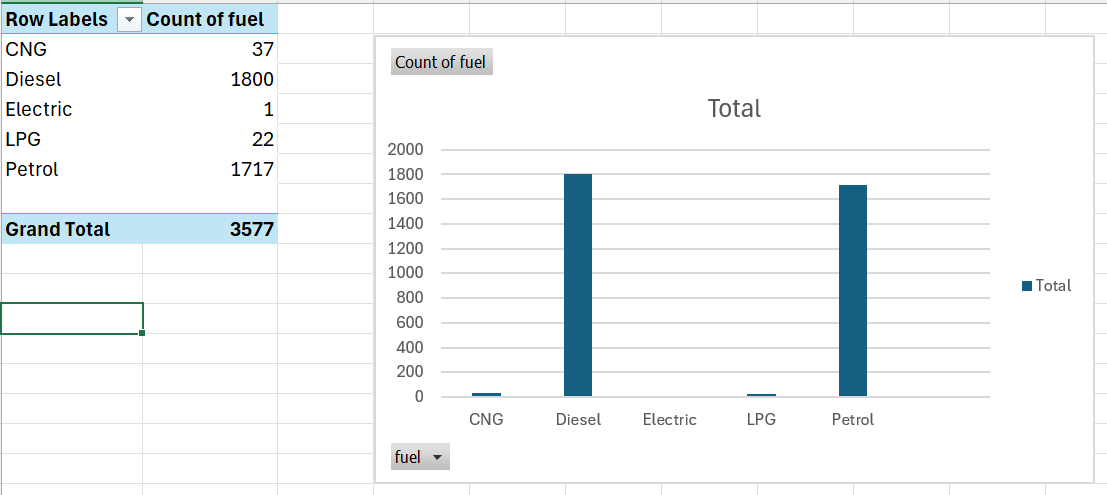 Row Labels Count of fuel
CNG 37
Diesel 1800
Electric 1
LPG 22
Petrol 1717
Grand Total 3577
Count of fuel
Total
2000
1800
1600
1400
1200
1000
800
600
400
200
0
CNG Diesel Electric LPG Petrol
Total
fuel